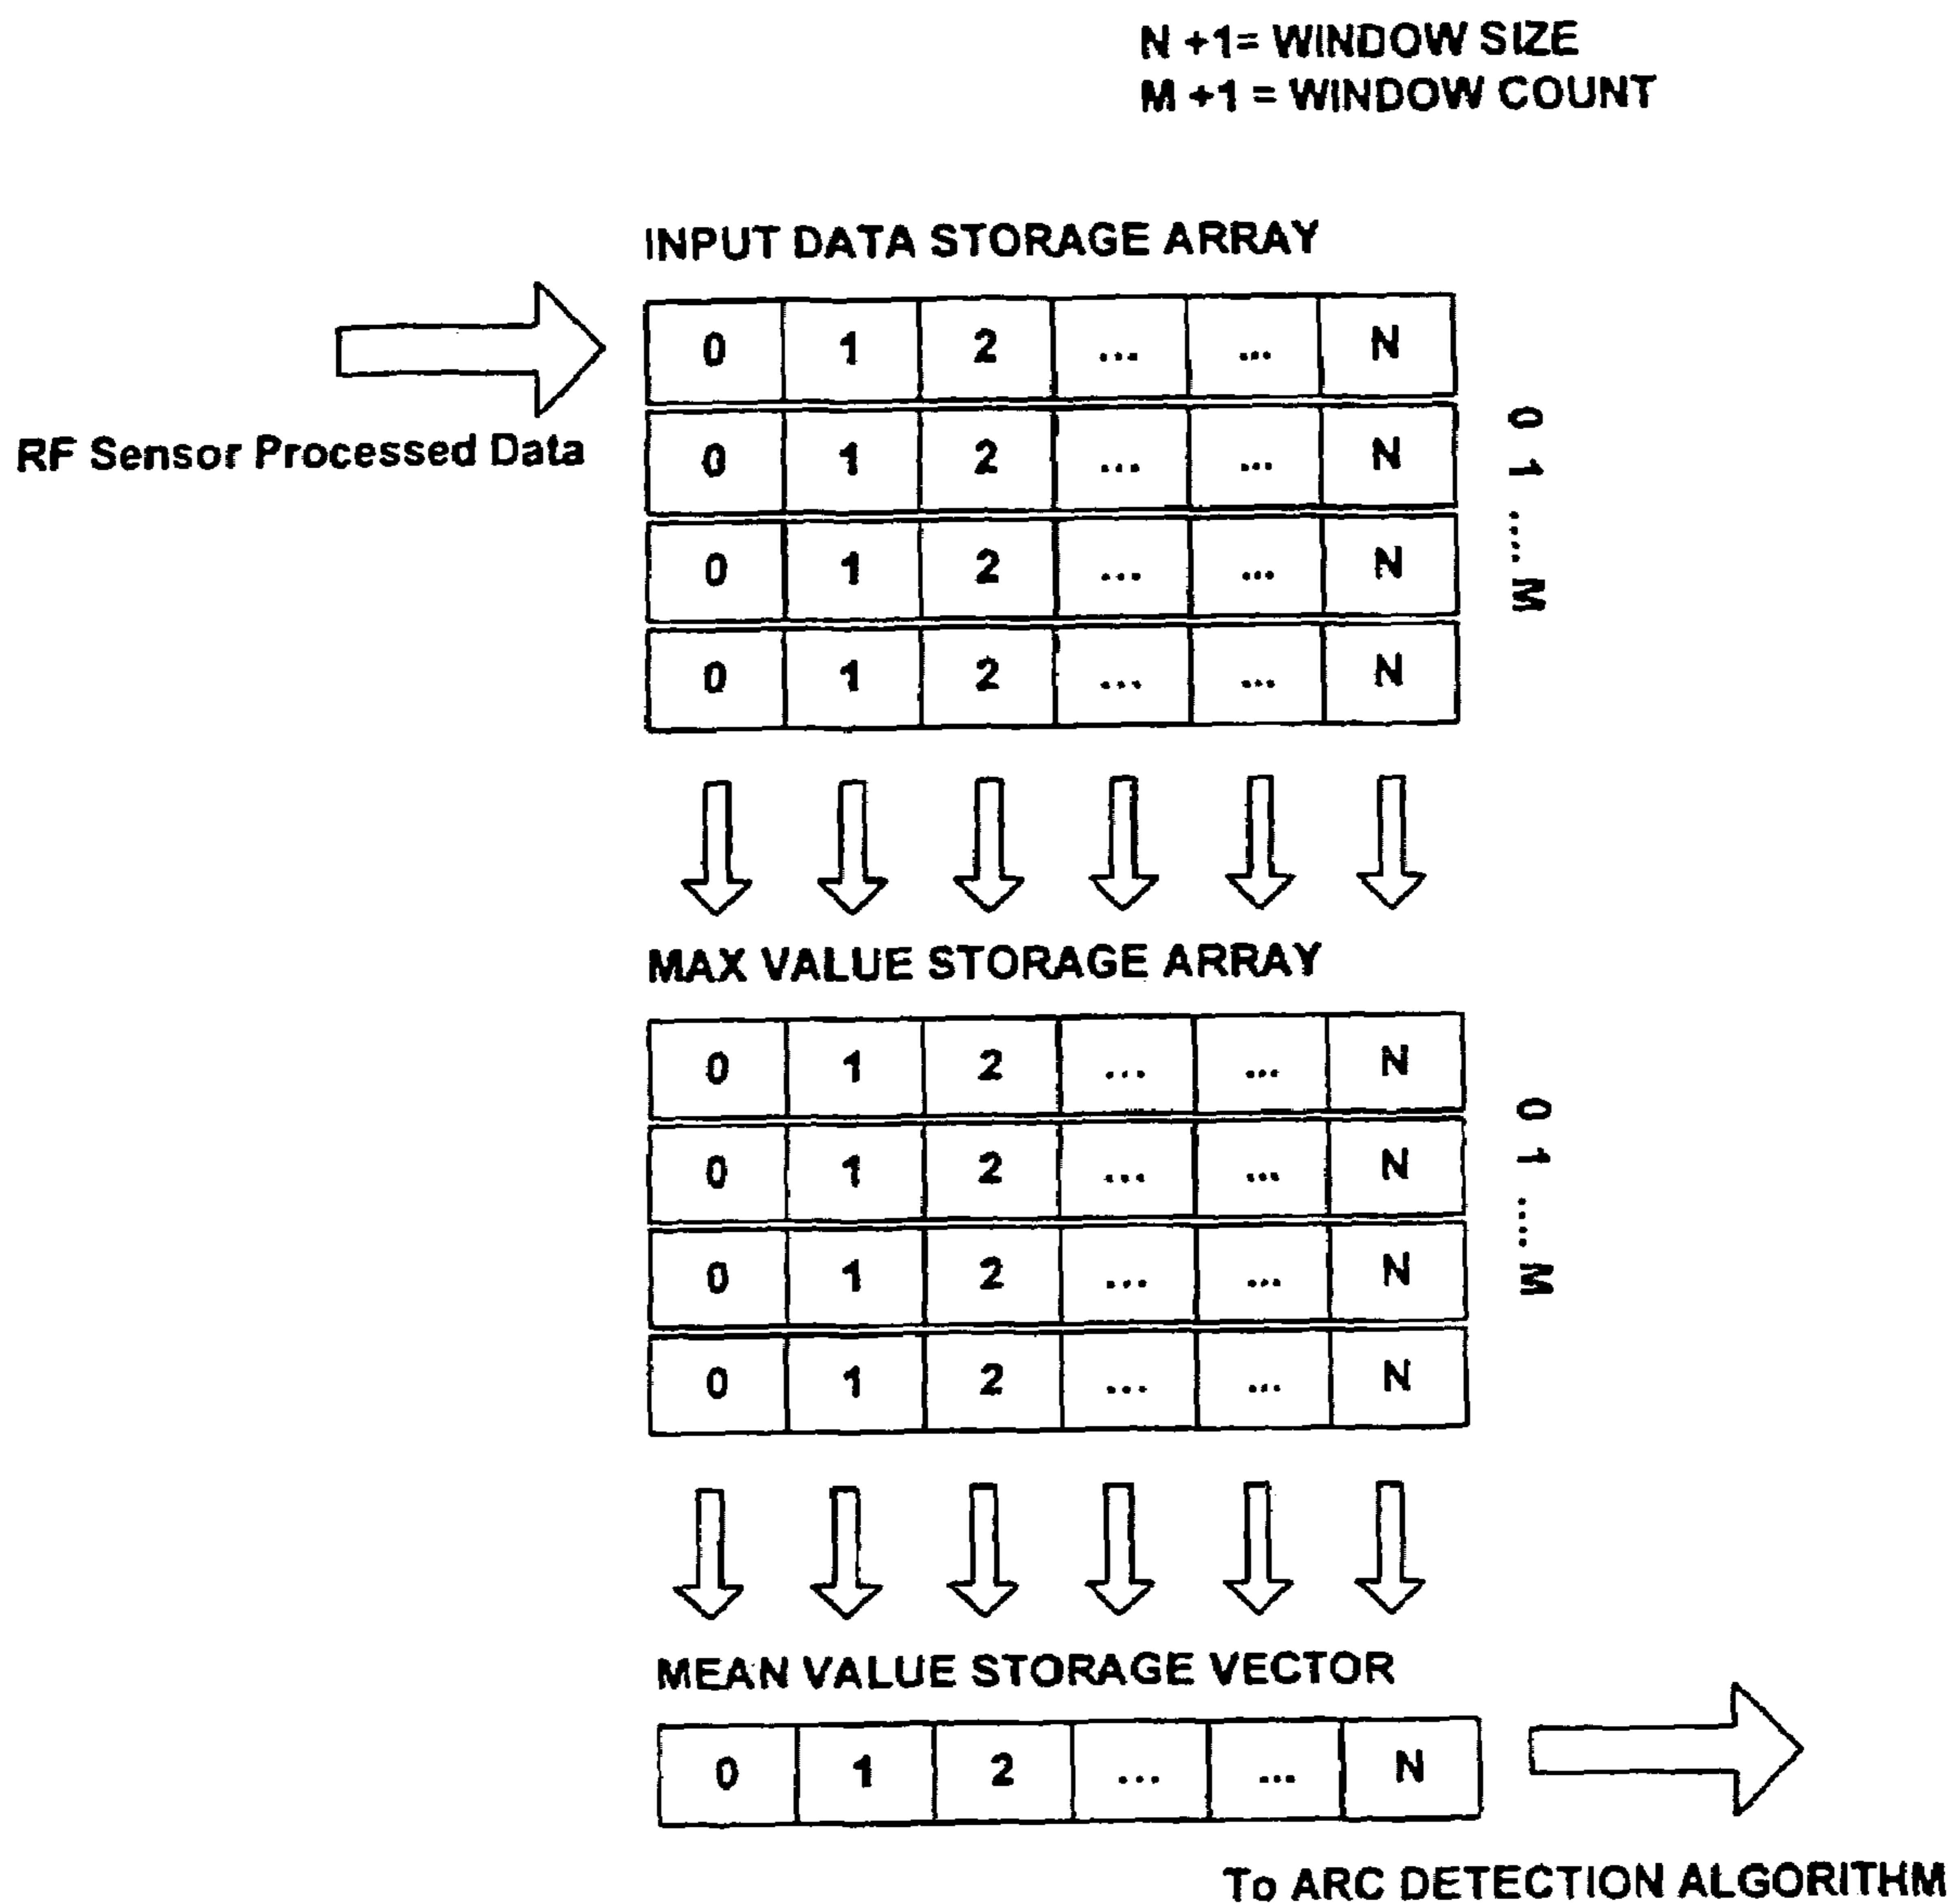 N +1= WINDOW SIZE
M +1 = WINDOW COUNT
INPUT DATA STORAGE ARRAY
RF Sensor Processed Data
0 1 2 ... ... N
0 1 2 ... ... N
0 1 2 ... ... N
0 1 2 ... ... N
0 1 ....M
MAX VALUE STORAGE ARRAY
0 1 2 ... ... N
0 1 2 ... ... N
0 1 2 ... ... N
0 1 2 ... ... N
0 1 ....M
MEAN VALUE STORAGE VECTOR
0 1 2 ... ... N
To ARC DETECTION ALGORITHM